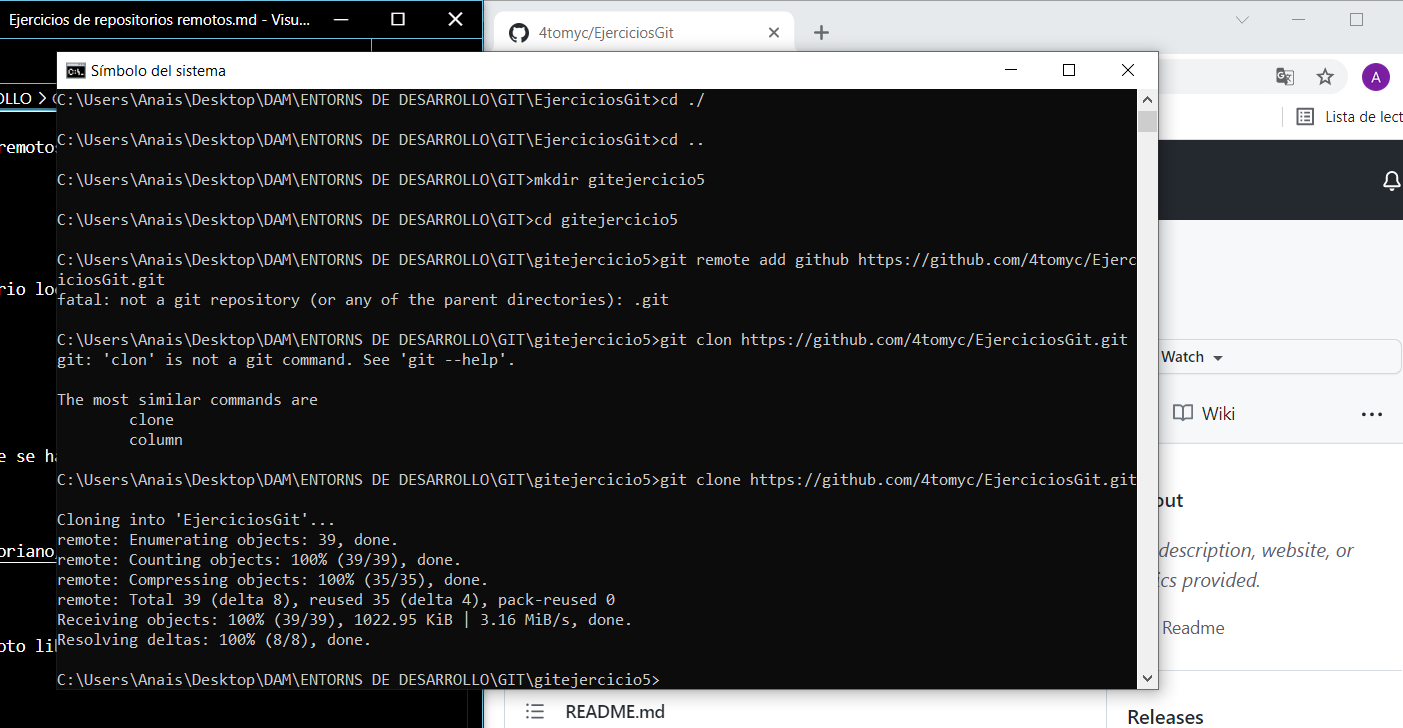 Ejercicios de repositorios remotos.md - Visu...
4tomyc/EjerciciosGit
Símbolo del sistema
A
Lista de lect
OLLO
C:\Users\Anais\Desktop\DAM\ENTORNS DE DESARROLLO\GIT\EjerciciosGit>cd ./
C:\Users\Anais\Desktop\DAM\ENTORNS DE DESARROLLO\GIT\EjerciciosGit>cd ..
remotos
C:\Users\Anais\Desktop\DAM\ENTORNS DE DESARROLLO\GIT>mkdir gitejercicio5
C:\Users\Anais\Desktop\DAM\ENTORNS DE DESARROLLO\GIT>cd gitejercicio5
C:\Users\Anais\Desktop\DAM\ENTORNS DE DESARROLLO\GIT\gitejercicio5>git remote add github https://github.com/4tomyc/Ejerc
iciosGit.git
rio lo
fatal: not a git repository (or any of the parent directories): .git
C:\Users\Anais\Desktop\DAM\ENTORNS DE DESARROLLO\GIT\gitejercicio5>git clon https://github.com/4tomyc/EjerciciosGit.git
git: 'clon' is not a git command. See 'git --help'.
Watch
The most similar commands are
clone
column
Wiki
e se ha
C:\Users\Anais\Desktop\DAM\ENTORNS DE DESARROLLO\GIT\gitejercicio5>git clone https://github.com/4tomyc/EjerciciosGit.git
out
Cloning into 'EjerciciosGit'...
remote: Enumerating objects: 39, done.
remote: Counting objects: 100% (39/39), done.
remote: Compressing objects: 100% (35/35), done.
remote: Total 39 (delta 8), reused 35 (delta 4), pack-reused 0
Receiving objects: 100% (39/39), 1022.95 KiB | 3.16 MiB/s, done.
Resolving deltas: 100% (8/8), done.
description, website, or
ics provided.
oriano
Readme
oto li
C:\Users\Anais\Desktop\DAM\ENTORNS DE DESARROLLO\GIT\gitejercicio5>
README.md
Releases